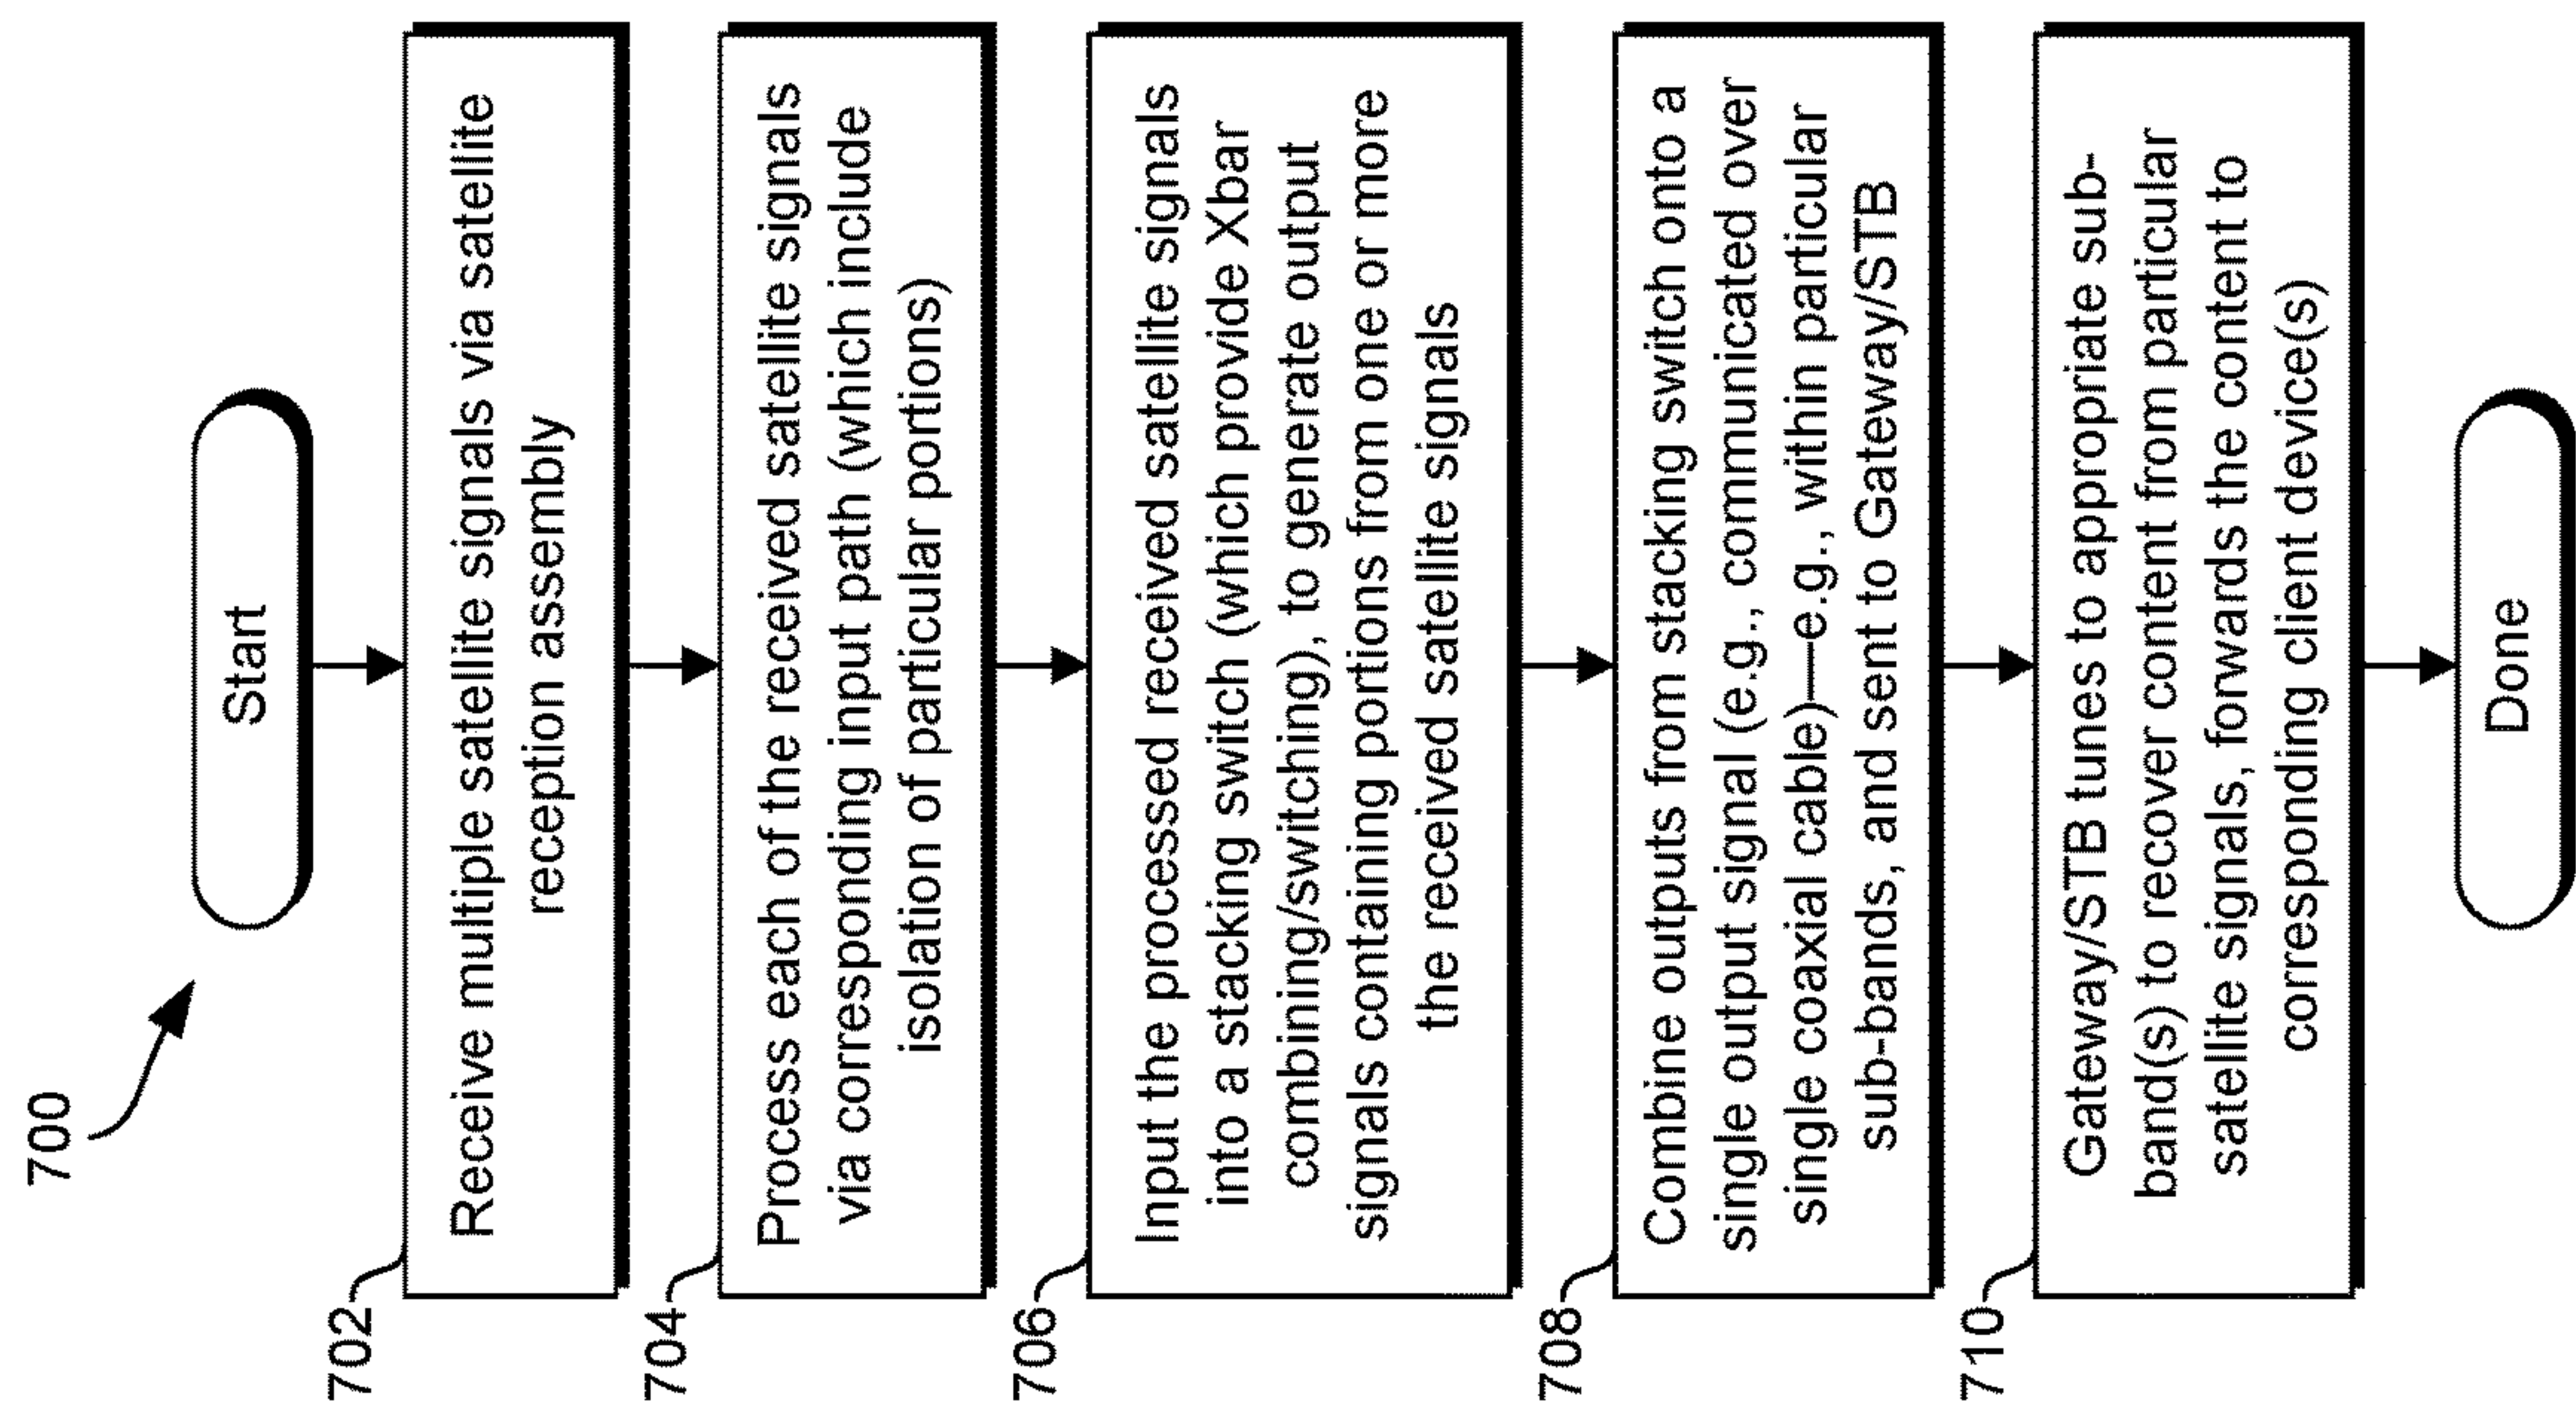 700
Start
702
Receive multiple satellite signals via satellite
reception assembly
704
Process each of the received satellite signals
via corresponding input path (which include
isolation of particular portions)
706
Input the processed received satellite signals
into a stacking switch (which provide Xbar
combining/switching), to generate output
signals containing portions from one or more
the received satellite signals
708
Combine outputs from stacking switch onto a
single output signal (e.g., communicated over
single coaxial cable)—e.g., within particular
sub-bands, and sent to Gateway/STB
710
Gateway/STB tunes to appropriate sub-
band(s) to recover content from particular
satellite signals, forwards the content to
corresponding client device(s)
Done